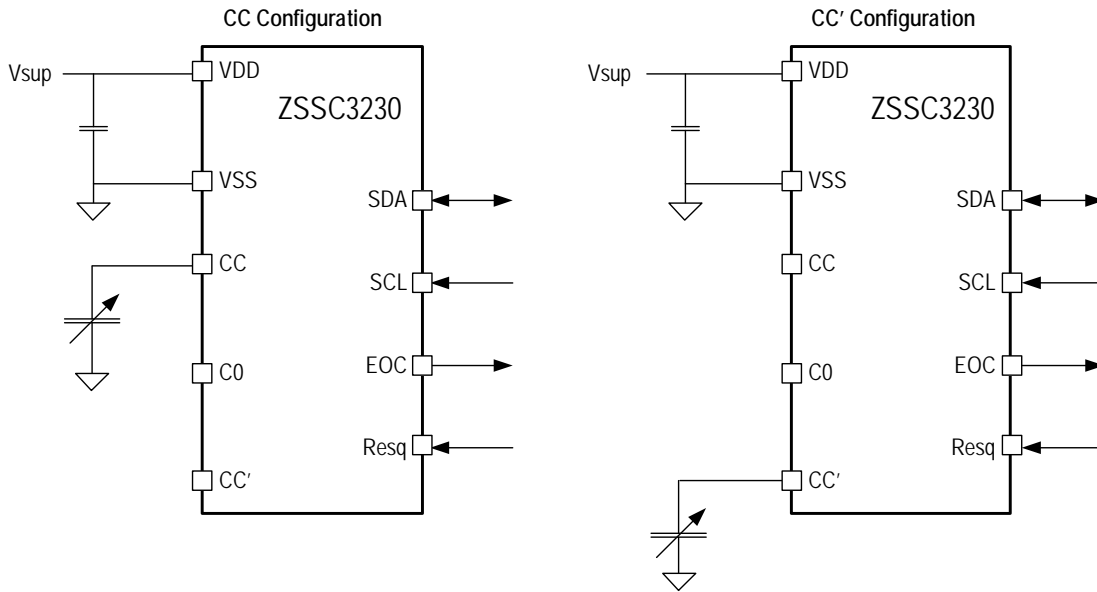 CC Configuration
Vsup
VDD
ZSSC3230
VSS
SDA
CC
SCL
C0
EOC
Resq
CC′
CC′ Configuration
Vsup
VDD
ZSSC3230
VSS
SDA
CC
SCL
C0
EOC
Resq
CC′